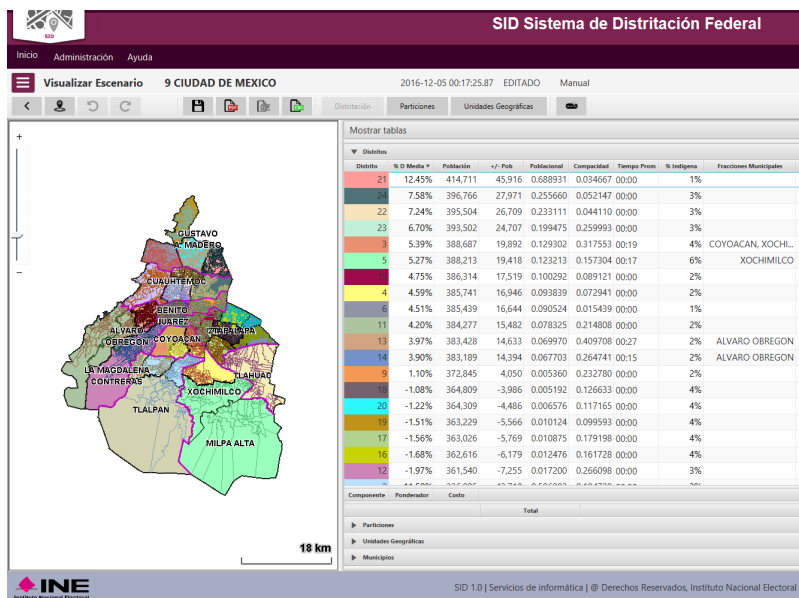 SID Sistema de Distritación Federal
SID
Inicio Administración Ayuda
Visualizar Escenario 9 CIUDAD DE MEXICO 2016-12-05 00:17:25.87 EDITADO Manual
Distritación Particiones Unidades Geográficas
Mostrar tablas
Distritos
Distrito % D Media ▼ Población +/- Pob Poblacional Compacidad Tiempo Prom % Indigena Fracciones Municipales
21 12.45% 414,711 45,916 0.688931 0.034667 00:00 1%
24 7.58% 396,766 27,971 0.255660 0.052147 00:00 3%
22 7.24% 395,504 26,709 0.233111 0.044110 00:00 3%
23 6.70% 393,502 24,707 0.199475 0.259993 00:00 3%
3 5.39% 388,687 19,892 0.129302 0.317553 00:19 4% COYOACAN, XOCHI...
5 5.27% 388,213 19,418 0.123213 0.157304 00:17 6% XOCHIMILCO
4.75% 386,314 17,519 0.100292 0.089121 00:00 2%
4 4.59% 385,741 16,946 0.093839 0.072941 00:00 2%
6 4.51% 385,439 16,644 0.090524 0.015439 00:00 1%
11 4.20% 384,277 15,482 0.078325 0.214808 00:00 2%
13 3.97% 383,428 14,633 0.069970 0.409708 00:27 2% ALVARO OBREGON
14 3.90% 383,189 14,394 0.067703 0.264741 00:15 2% ALVARO OBREGON
9 1.10% 372,845 4,050 0.005360 0.232780 00:00 2%
18 -1.08% 364,809 -3,986 0.005192 0.126633 00:00 4%
20 -1.22% 364,309 -4,486 0.006576 0.117165 00:00 4%
19 -1.51% 363,229 -5,566 0.010124 0.099593 00:00 4%
17 -1.56% 363,026 -5,769 0.010875 0.179198 00:00 4%
16 -1.68% 362,616 -6,179 0.012476 0.161728 00:00 4%
12 -1.97% 361,540 -7,255 0.017200 0.266098 00:00 3%
Componente Ponderador Costo
Total
Particiones
Unidades Geográficas
Municipios
GUSTAVO
A. MADERO
CUAUHTEMOC
BENITO
JUAREZ
IZTAPALAPA
ALVARO
OBREGON
COYOACAN
LA MAGDALENA
CONTRERAS
TLAHUAC
XOCHIMILCO
TLALPAN
MILPA ALTA
18 km
INE
Instituto Nacional Electoral
SID 1.0 | Servicios de informática | @ Derechos Reservados, Instituto Nacional Electoral